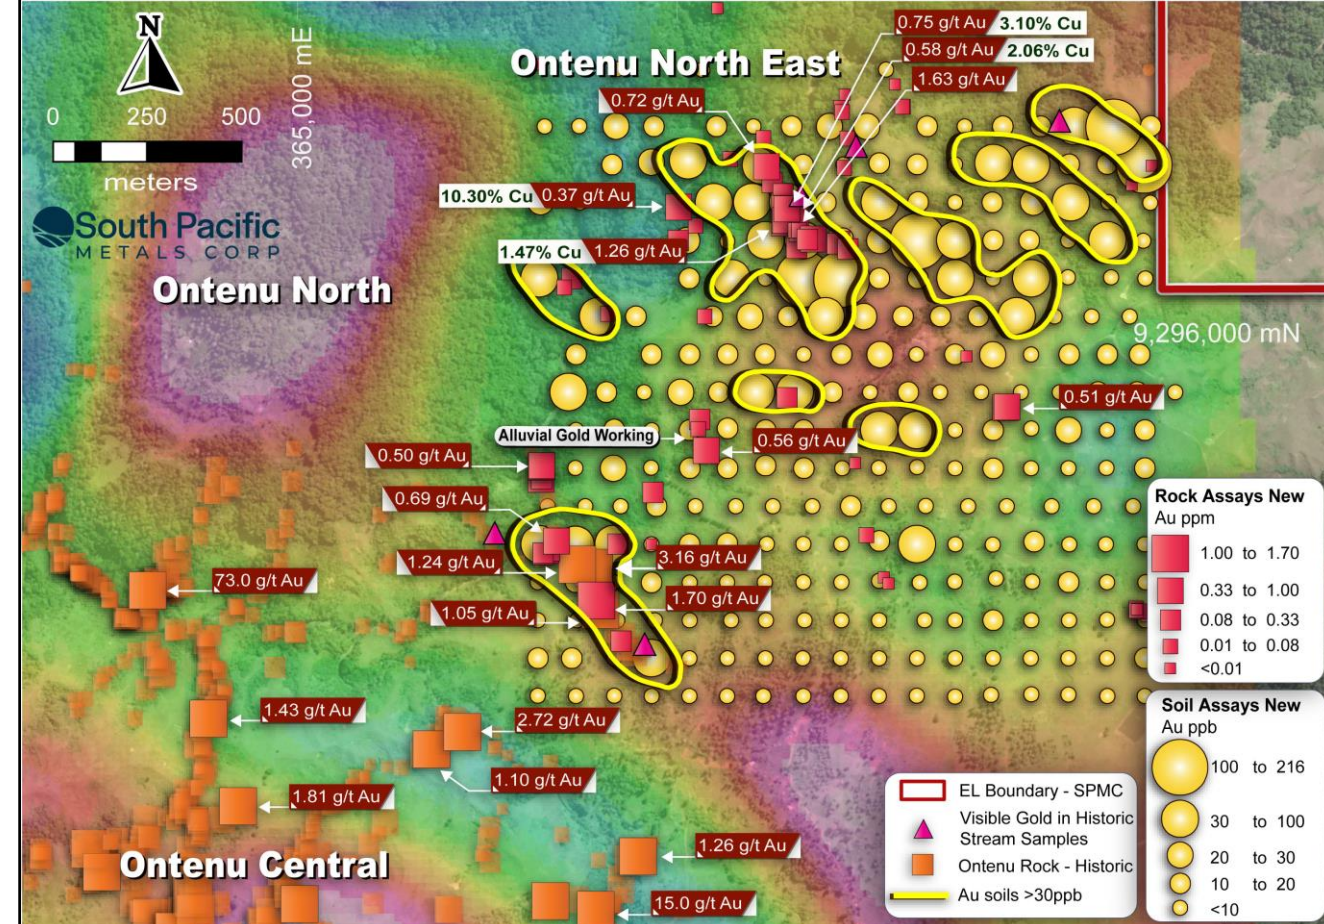 N
0 250 500
meters
365,000 mE
South Pacific
METALS CORP
Ontenu North East
0.75 g/t Au 3.10% Cu
0.58 g/t Au 2.06% Cu
1.63 g/t Au
0.72 g/t Au
10.30% Cu 0.37 g/t Au
1.47% Cu 1.26 g/t Au
Ontenu North
9,296,000 mN
0.51 g/t Au
Alluvial Gold Working
0.56 g/t Au
0.50 g/t Au
0.69 g/t Au
1.24 g/t Au
3.16 g/t Au
73.0 g/t Au
1.70 g/t Au
1.05 g/t Au
1.43 g/t Au
2.72 g/t Au
1.10 g/t Au
1.81 g/t Au
1.26 g/t Au
Ontenu Central
15.0 g/t Au
Rock Assays New
Au ppm
1.00 to 1.70
0.33 to 1.00
0.08 to 0.33
0.01 to 0.08
<0.01
Soil Assays New
Au ppb
100 to 216
30 to 100
20 to 30
10 to 20
<10
EL Boundary - SPMC
Visible Gold in Historic
Stream Samples
Ontenu Rock - Historic
Au soils >30ppb